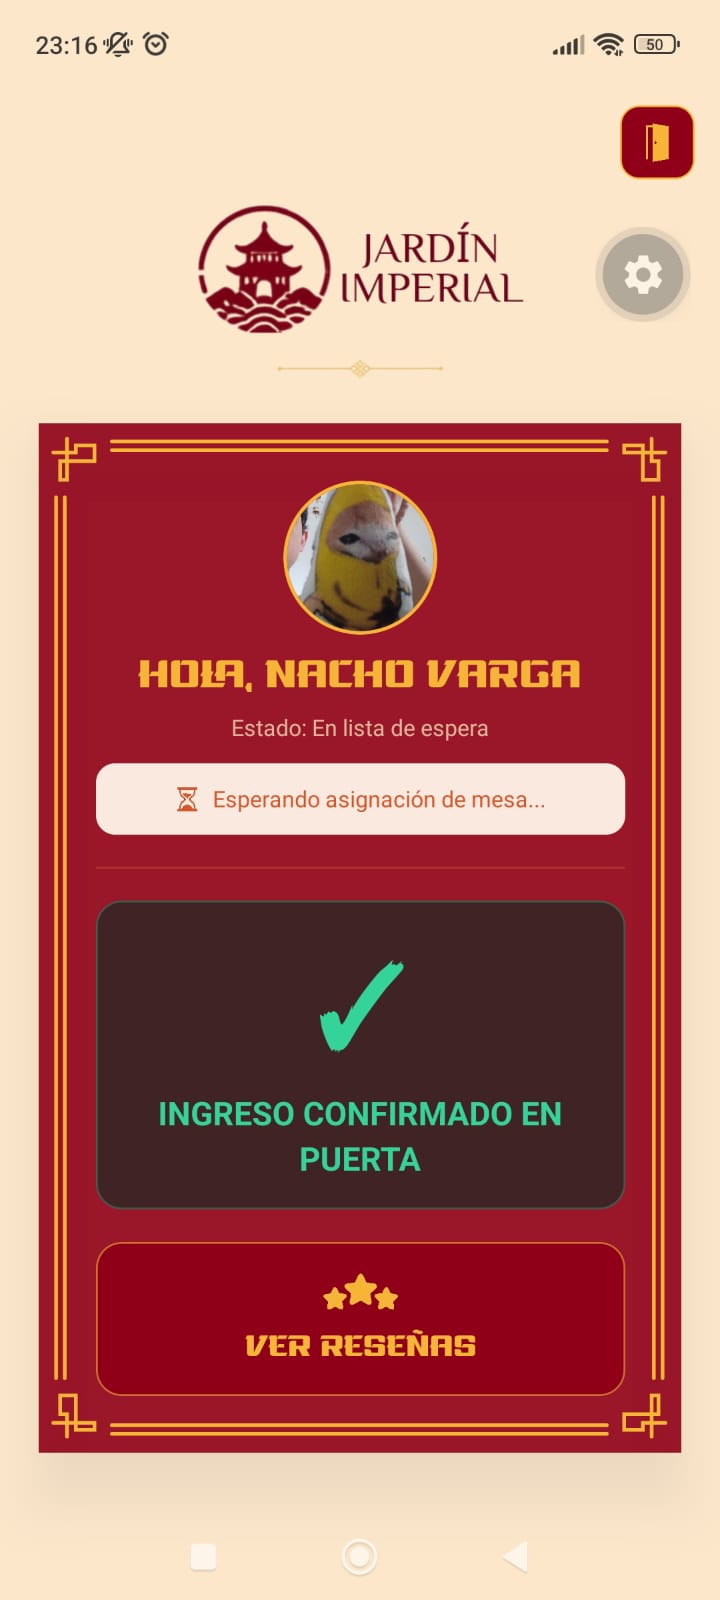 23:16
50
JARDÍN
IMPERIAL
HOLA, NACHO VARGA
Estado: En lista de espera
Esperando asignación de mesa...
INGRESO CONFIRMADO EN
PUERTA
VER RESEÑAS